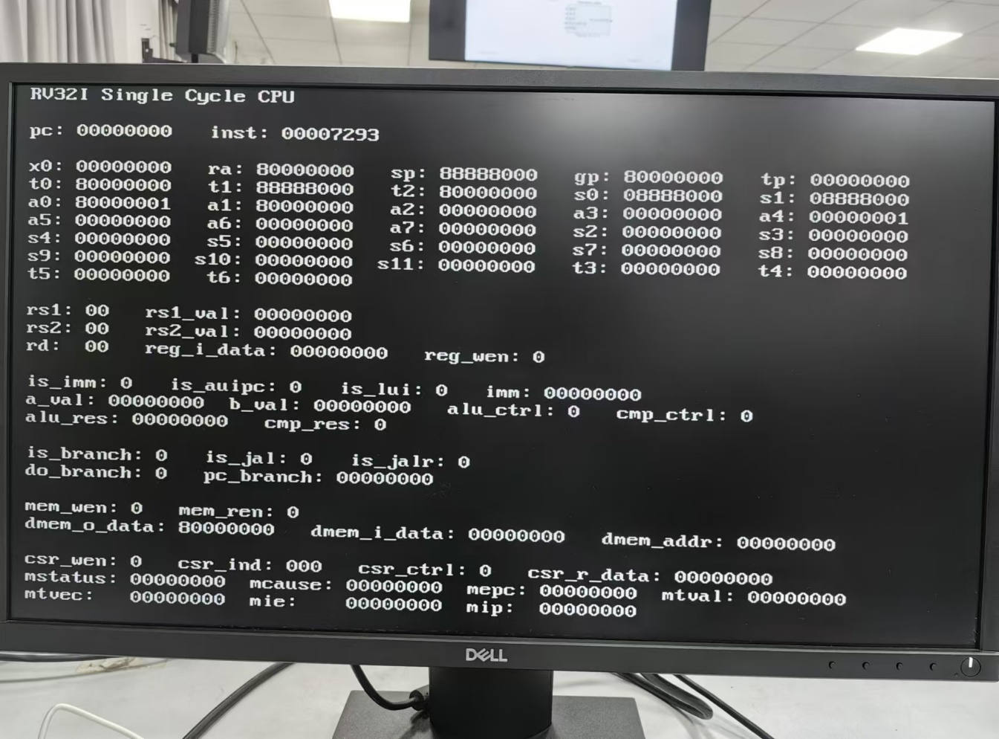 RV32I Single Cycle CPU
pc: 00000000 inst: 00007293
x0: 00000000 ra: 80000000 sp: 88888000 gp: 80000000 tp: 00000000
t0: 80000000 t1: 88888000 t2: 80000000 s0: 08888000 s1: 08888000
a0: 80000001 a1: 80000000 a2: 00000000 a3: 00000000 a4: 00000001
a5: 00000000 a6: 00000000 a7: 00000000 s2: 00000000 s3: 00000000
s4: 00000000 s5: 00000000 s6: 00000000 s7: 00000000 s8: 00000000
s9: 00000000 s10: 00000000 s11: 00000000 t3: 00000000 t4: 00000000
t5: 00000000 t6: 00000000
rs1: 00 rs1_val: 00000000
rs2: 00 rs2_val: 00000000
rd: 00 reg_i_data: 00000000 reg_wen: 0
is_imm: 0 is_auipc: 0 is_lui: 0 imm: 00000000
a_val: 00000000 b_val: 00000000 alu_ctrl: 0 cmp_ctrl: 0
alu_res: 00000000 cmp_res: 0
is_branch: 0 is_jal: 0 is_jalr: 0
do_branch: 0 pc_branch: 00000000
mem_wen: 0 mem_ren: 0
dmem_o_data: 80000000 dmem_i_data: 00000000 dmem_addr: 00000000
csr_wen: 0 csr_ind: 000 csr_ctrl: 0 csr_r_data: 00000000
mstatus: 00000000 mcause: 00000000 mepc: 00000000 mtval: 00000000
mtvec: 00000000 mie: 00000000 mip: 00000000
DELL